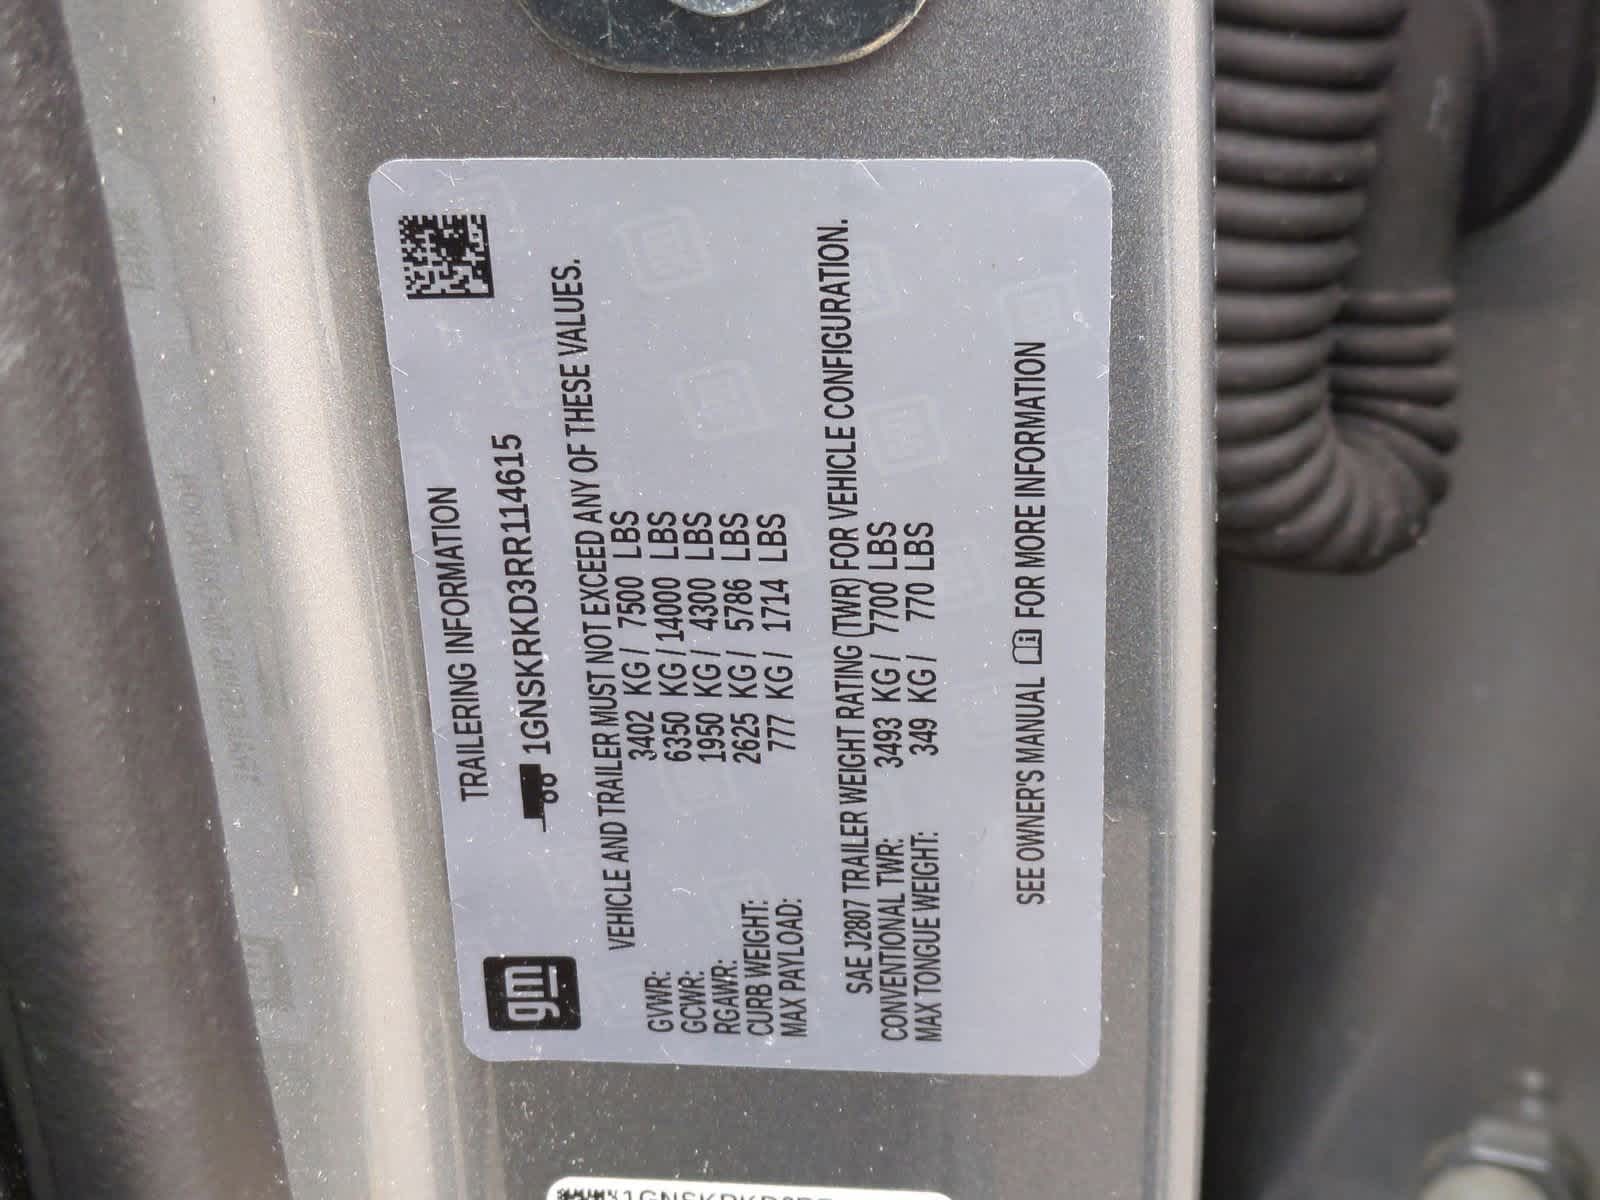 gm
TRAILERING INFORMATION
1GNSKRKD3RR114615
VEHICLE AND TRAILER MUST NOT EXCEED ANY OF THESE VALUES.
GVWR: 3402 KG / 7500 LBS
GCWR: 6350 KG / 14000 LBS
RGAWR: 1950 KG / 4300 LBS
CURB WEIGHT: 2625 KG / 5786 LBS
MAX PAYLOAD: 777 KG / 1714 LBS
SAE J2807 TRAILER WEIGHT RATING (TWR) FOR VEHICLE CONFIGURATION.
CONVENTIONAL TWR: 3493 KG / 7700 LBS
MAX TONGUE WEIGHT: 349 KG / 770 LBS
SEE OWNER'S MANUAL FOR MORE INFORMATION